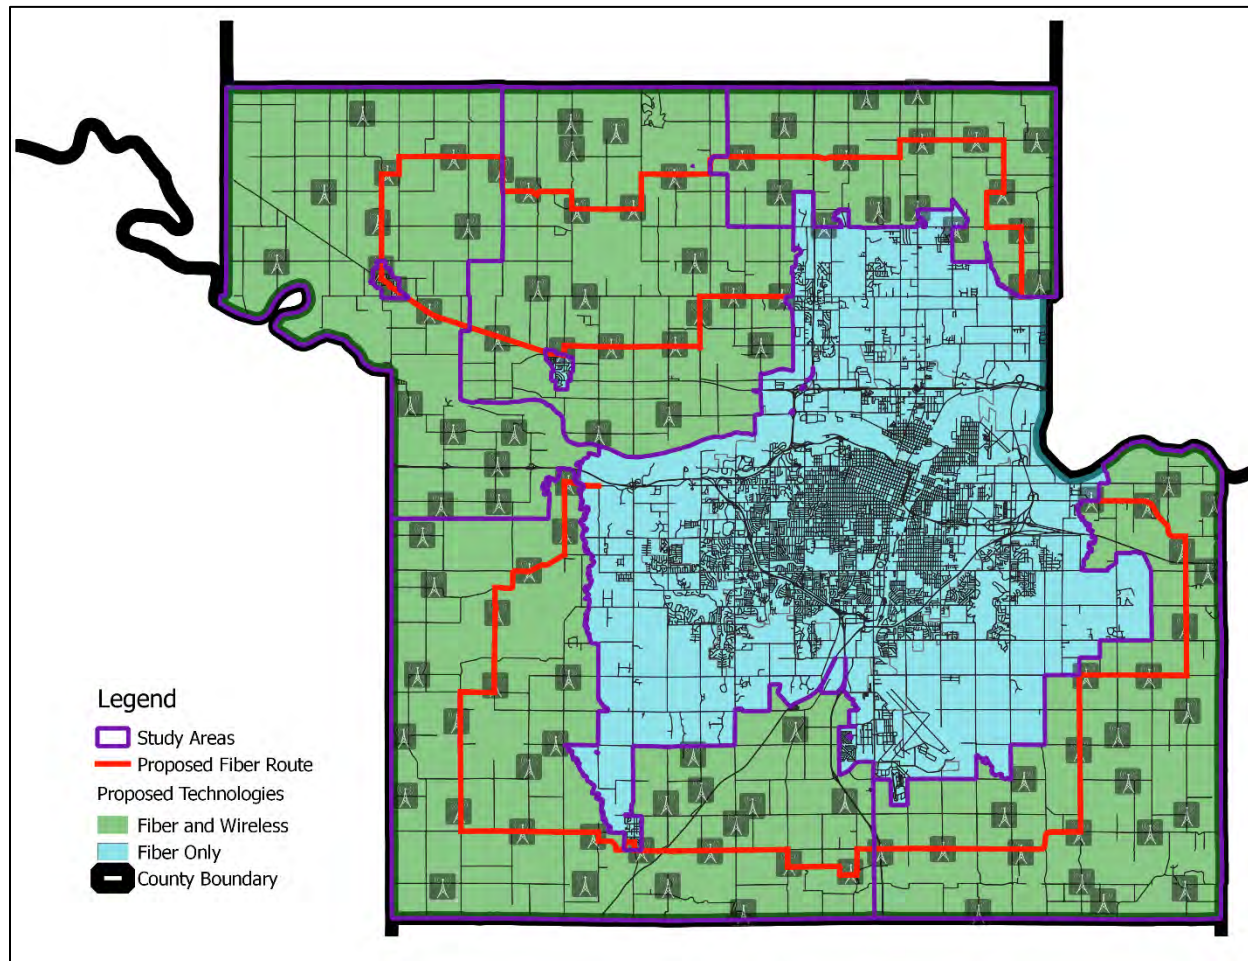 Legend
Study Areas
Proposed Fiber Route
Proposed Technologies
Fiber and Wireless
Fiber Only
County Boundary